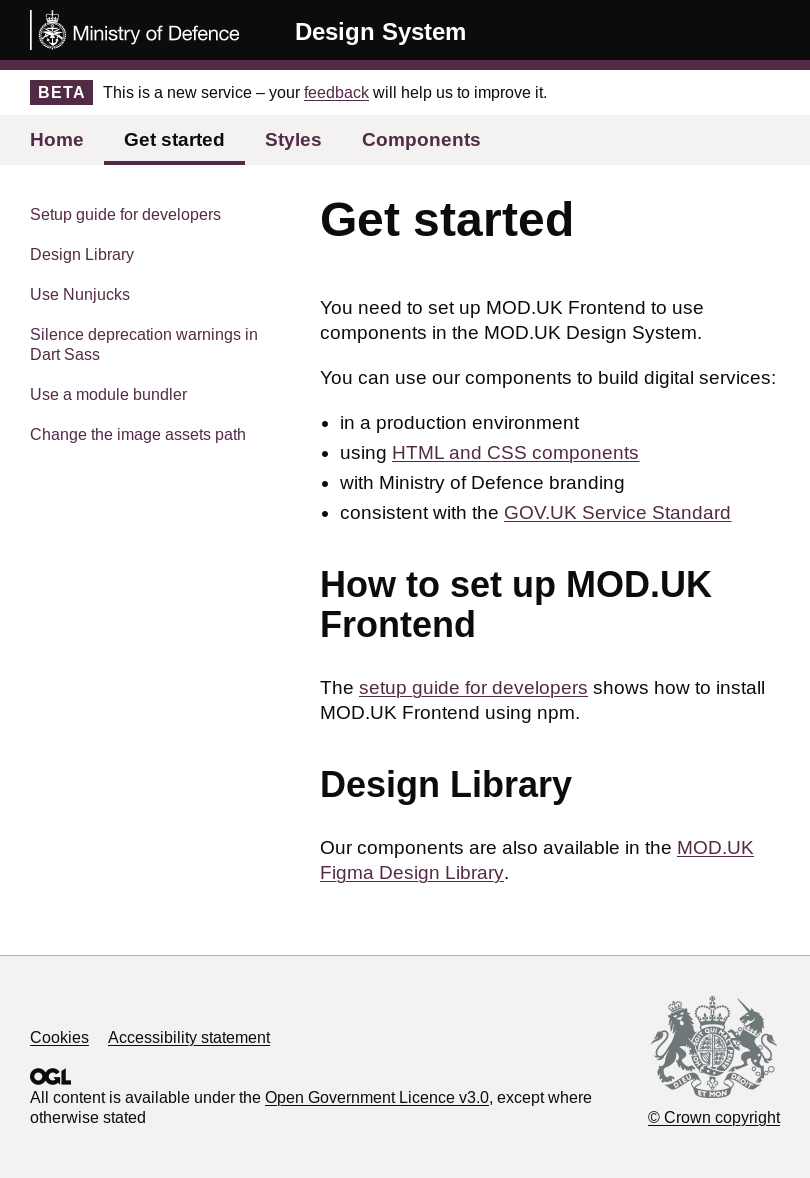 Ministry of Defence
Design System
BETA This is a new service – your feedback will help us to improve it.
Home Get started Styles Components
Setup guide for developers
Design Library
Use Nunjucks
Silence deprecation warnings in
Dart Sass
Use a module bundler
Change the image assets path
Get started
You need to set up MOD.UK Frontend to use
components in the MOD.UK Design System.
You can use our components to build digital services:
• in a production environment
• using HTML and CSS components
• with Ministry of Defence branding
• consistent with the GOV.UK Service Standard
How to set up MOD.UK
Frontend
The setup guide for developers shows how to install
MOD.UK Frontend using npm.
Design Library
Our components are also available in the MOD.UK
Figma Design Library.
Cookies Accessibility statement
OGL
All content is available under the Open Government Licence v3.0, except where
otherwise stated
DIEU ET MON DROIT
© Crown copyright